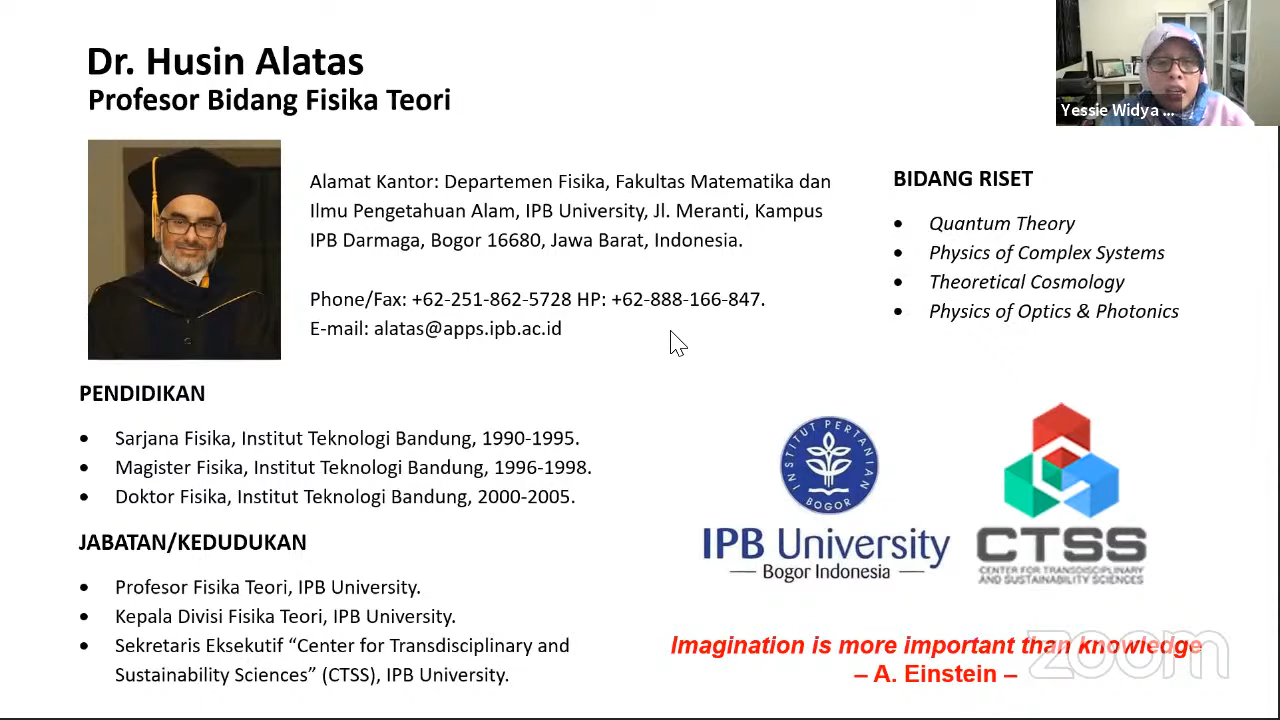 Dr. Husin Alatas
Profesor Bidang Fisika Teori
Yessie Widya ...
Alamat Kantor: Departemen Fisika, Fakultas Matematika dan
Ilmu Pengetahuan Alam, IPB University, Jl. Meranti, Kampus
IPB Darmaga, Bogor 16680, Jawa Barat, Indonesia.
Phone/Fax: +62-251-862-5728 HP: +62-888-166-847.
E-mail: alatas@apps.ipb.ac.id
BIDANG RISET
• Quantum Theory
• Physics of Complex Systems
• Theoretical Cosmology
• Physics of Optics & Photonics
PENDIDIKAN
• Sarjana Fisika, Institut Teknologi Bandung, 1990-1995.
• Magister Fisika, Institut Teknologi Bandung, 1996-1998.
• Doktor Fisika, Institut Teknologi Bandung, 2000-2005.
JABATAN/KEDUDUKAN
• Profesor Fisika Teori, IPB University.
• Kepala Divisi Fisika Teori, IPB University.
• Sekretaris Eksekutif “Center for Transdisciplinary and
Sustainability Sciences” (CTSS), IPB University.
INSTITUT PERTANIAN
BOGOR
IPB University
Bogor Indonesia
CTSS
CENTER FOR TRANSDISCIPLINARY
AND SUSTAINABILITY SCIENCES
Imagination is more important than knowledge
– A. Einstein –
zoom